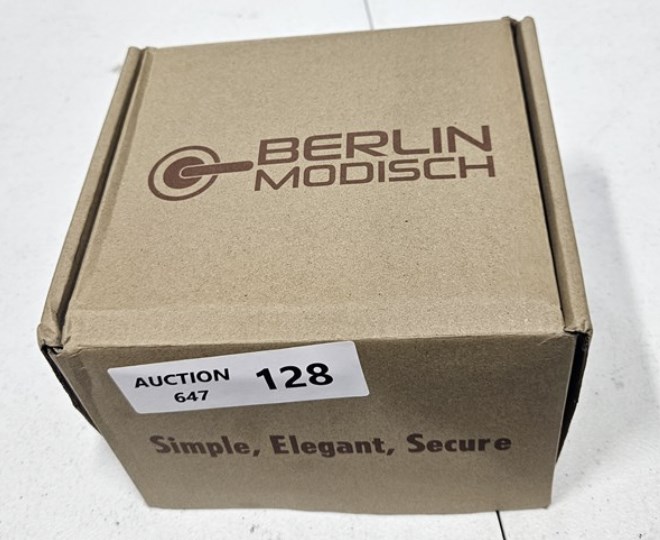 BERLIN
MODISCH
AUCTION 128
647
Simple, Elegant, Secure